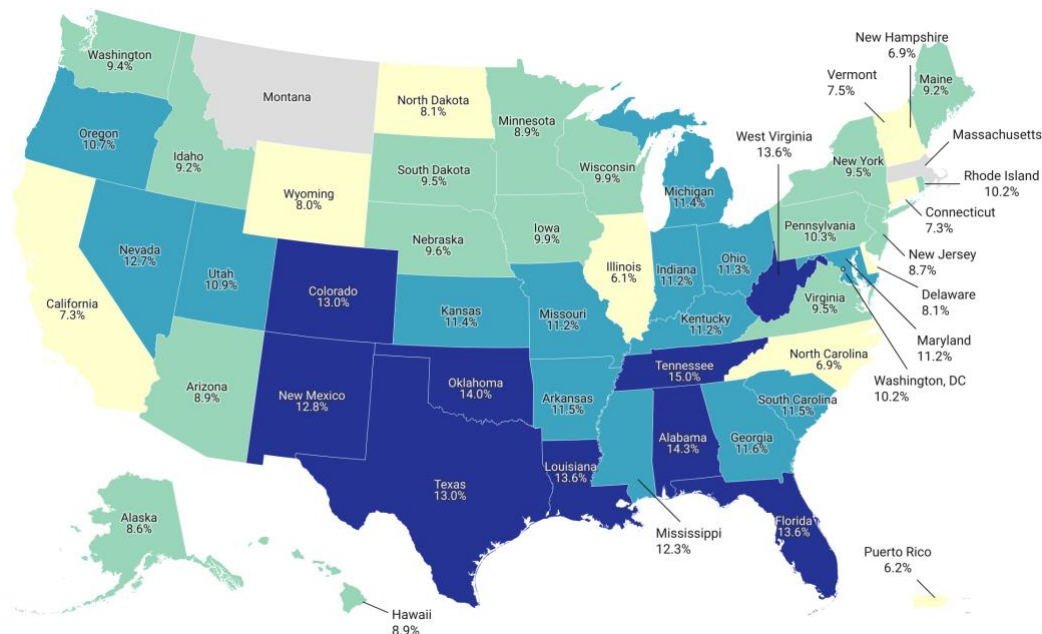 New Hampshire
6.9%
Washington
9.4%
Vermont
7.5%
Maine
9.2%
Montana
North Dakota
8.1%
Minnesota
8.9%
Oregon
10.7%
West Virginia
13.6%
Massachusetts
Idaho
9.2%
South Dakota
9.5%
Wisconsin
9.9%
New York
9.5%
Rhode Island
10.2%
Wyoming
8.0%
Michigan
11.4%
Connecticut
7.3%
Nebraska
9.6%
Iowa
9.9%
Pennsylvania
10.3%
Nevada
12.7%
Utah
10.9%
Illinois
6.1%
Indiana
11.2%
Ohio
11.3%
New Jersey
8.7%
California
7.3%
Colorado
13.0%
Kansas
11.4%
Missouri
11.2%
Kentucky
11.2%
Virginia
9.5%
Delaware
8.1%
Maryland
11.2%
Arizona
8.9%
New Mexico
12.8%
Oklahoma
14.0%
Arkansas
11.5%
Tennessee
15.0%
North Carolina
6.9%
Washington, DC
10.2%
South Carolina
11.5%
Alabama
14.3%
Georgia
11.6%
Texas
13.0%
Louisiana
13.6%
Mississippi
12.3%
Florida
13.6%
Alaska
8.6%
Puerto Rico
6.2%
Hawaii
8.9%